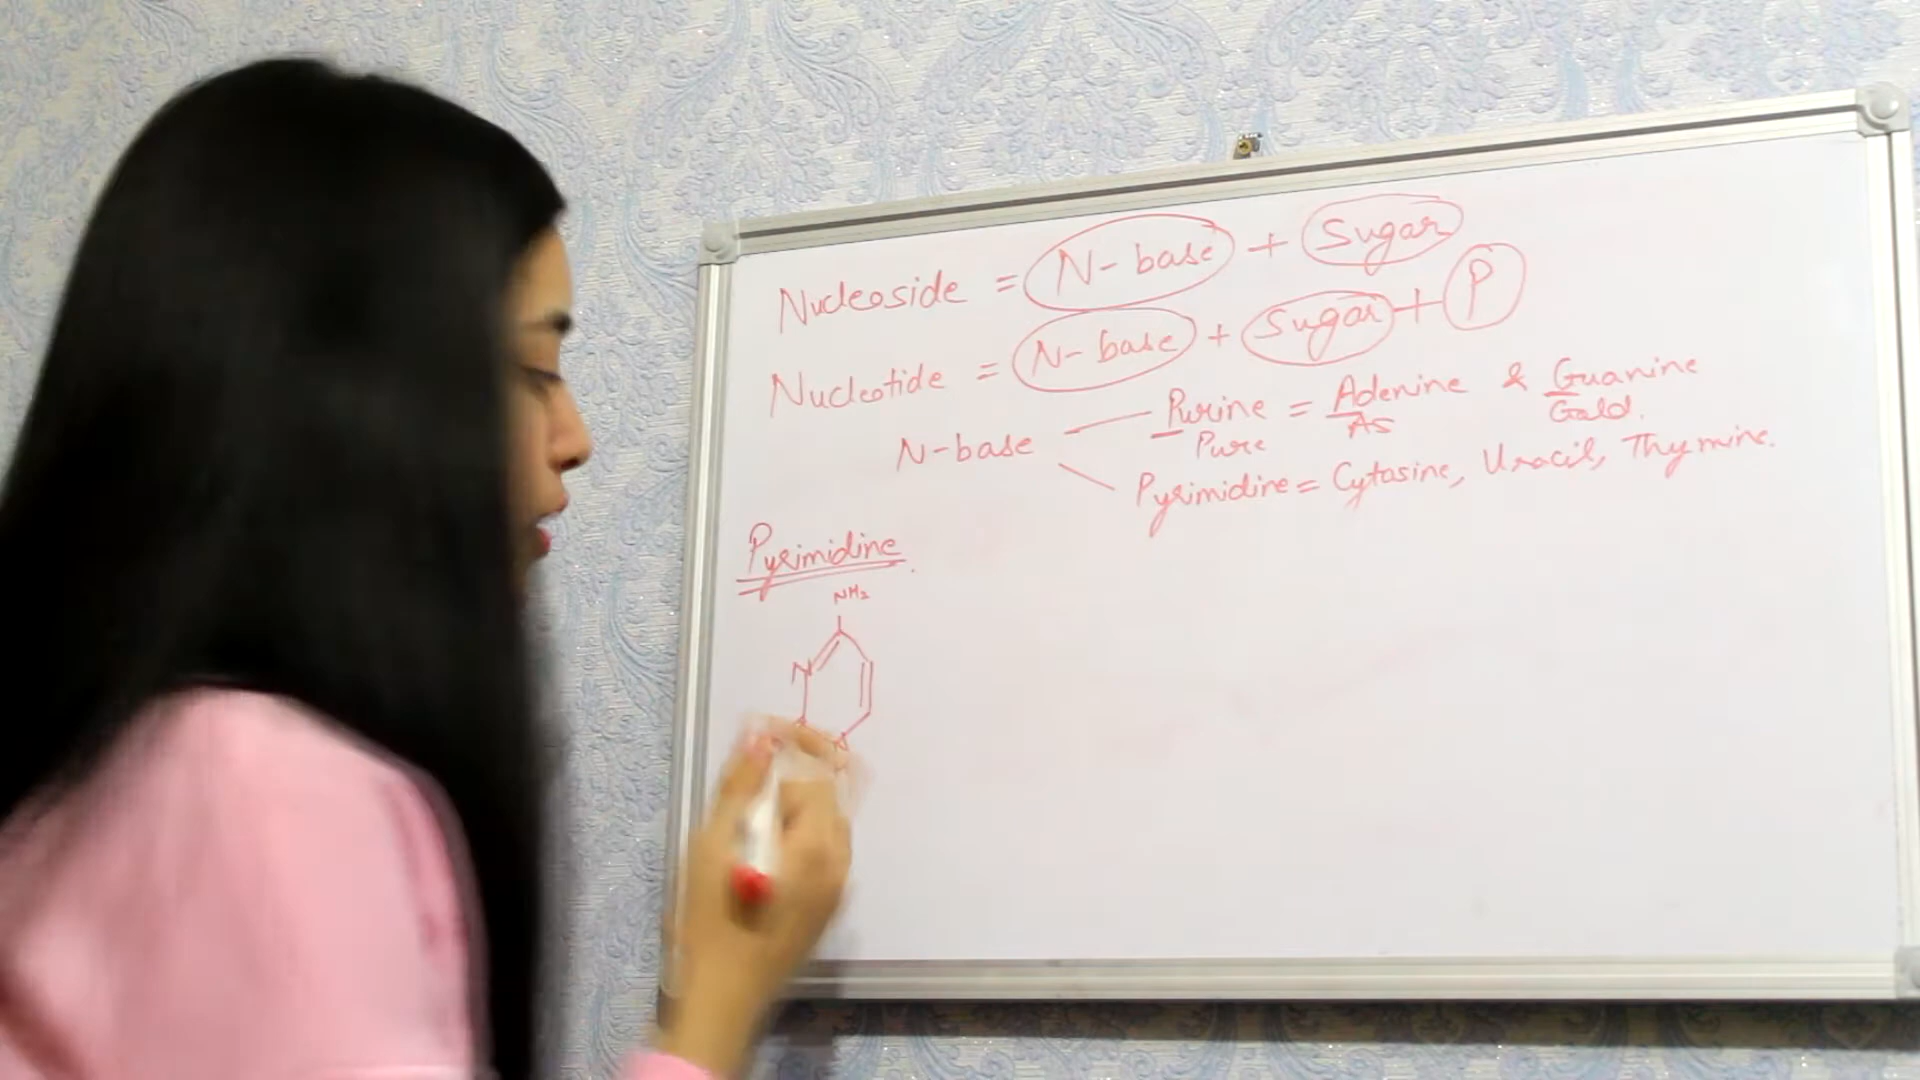 Nucleoside = N-base + Sugar
Nucleotide = N-base + Sugar + P
N-base
Purine = Adenine & Guanine
Pure As Gold.
Pyrimidine = Cytosine, Uracil, Thymine.
Pyrimidine.
NH₂
N
N